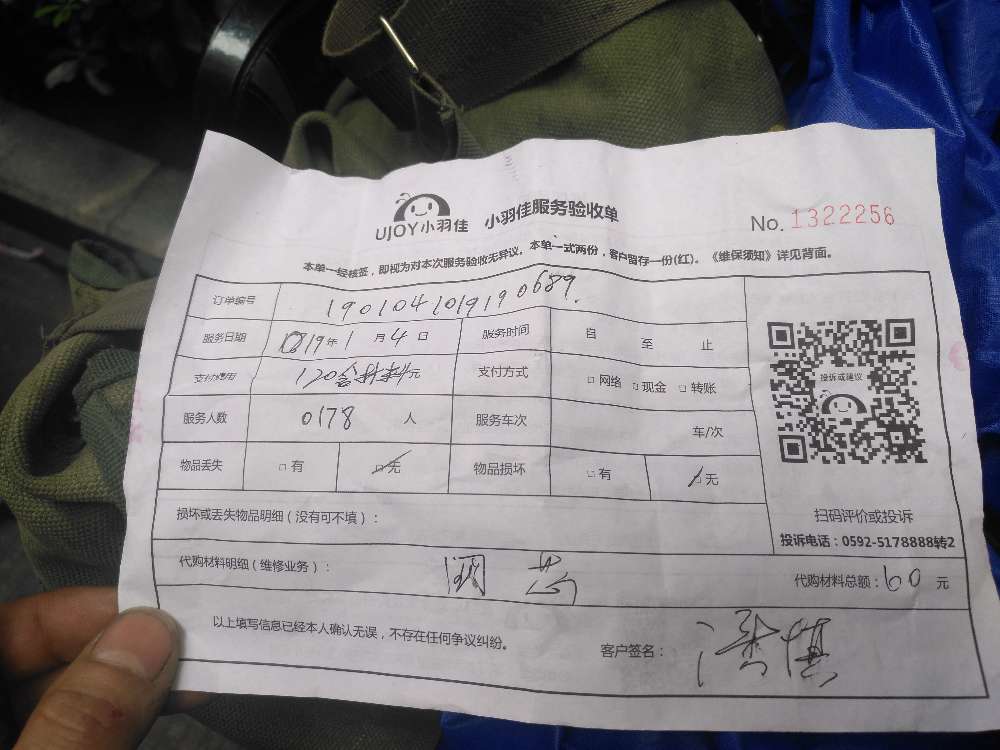 UJOY小羽佳 小羽佳服务验收单 No. 1322256
本单一经核签，即视为对本次服务验收无异议。本单一式两份，客户留存一份(红)。《维保须知》详见背面。
订单编号 1901041019190689
服务日期 19年1月4日 服务时间 自 至 止
支付费用 120含材料元 支付方式 □网络 □现金 □转账
服务人数 0178 人 服务车次 车/次
物品丢失 □有 □无 物品损坏 □有 □无
投诉或建议
扫码评价或投诉
投诉电话：0592-5178888转2
损坏或丢失物品明细（没有可不填）：
代购材料明细（维修业务）： 代购材料总额：60元
以上填写信息已经本人确认无误，不存在任何争议纠纷。 客户签名：